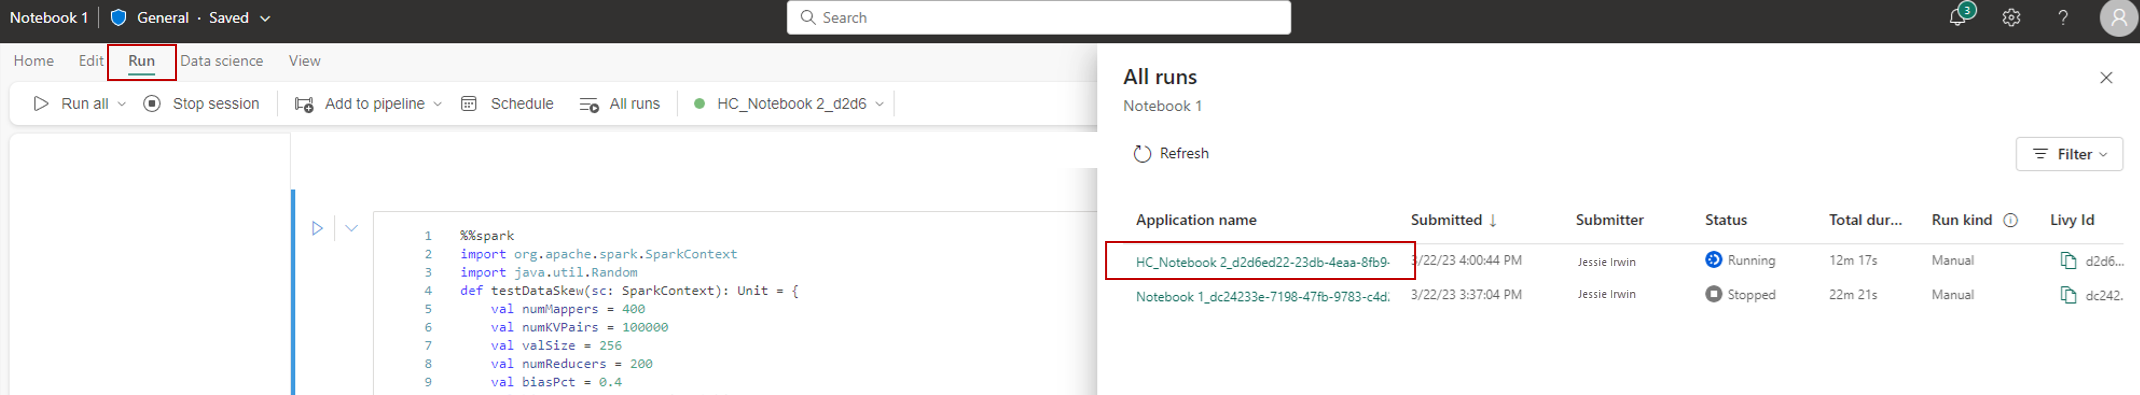 Notebook 1 General · Saved Search 3 ?
Home Edit Run Data science View
Run all Stop session Add to pipeline Schedule All runs HC_Notebook 2_d2d6
1 %%spark
2 import org.apache.spark.SparkContext
3 import java.util.Random
4 def testDataSkew(sc: SparkContext): Unit = {
5 val numMappers = 400
6 val numKVPairs = 100000
7 val valSize = 256
8 val numReducers = 200
9 val biasPct = 0.4
All runs
Notebook 1
Refresh Filter
Application name Submitted ↓ Submitter Status Total dur... Run kind Livy Id
HC_Notebook 2_d2d6ed22-23db-4eaa-8fb9- 3/22/23 4:00:44 PM Jessie Irwin Running 12m 17s Manual d2d6...
Notebook 1_dc24233e-7198-47fb-9783-c4d 3/22/23 3:37:04 PM Jessie Irwin Stopped 22m 21s Manual dc242.